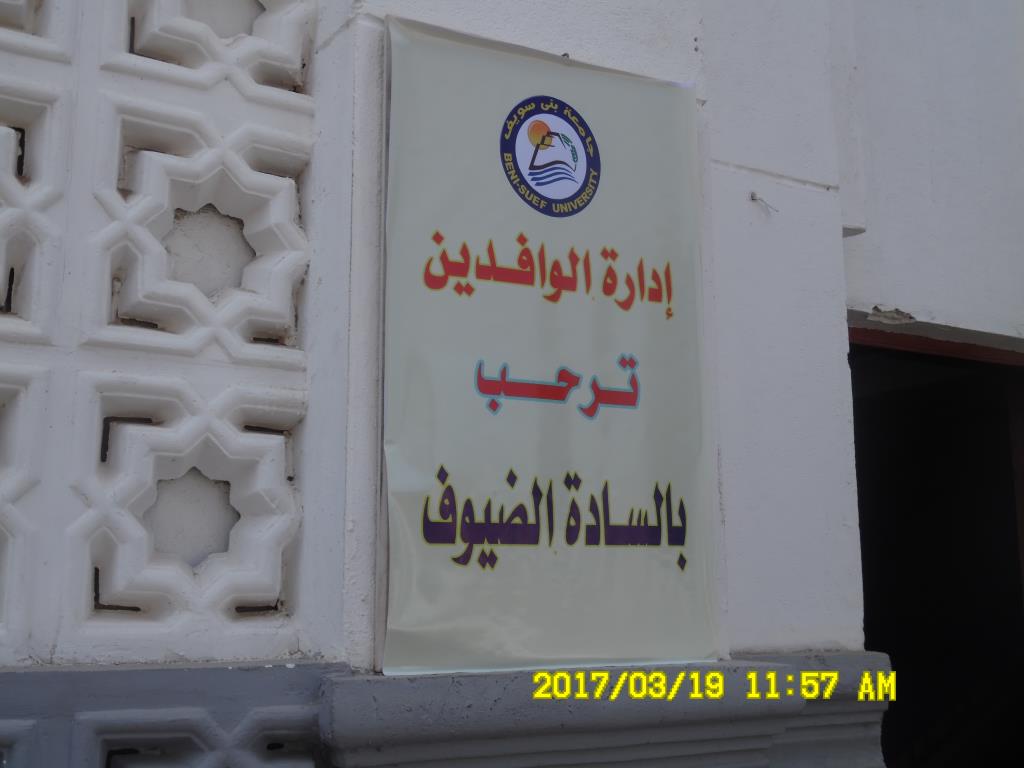 جامعة بنى سويف
BENI-SUEF UNIVERSITY
إدارة الوافدين
ترحب
بالسادة الضيوف
2017/03/19 11:57 AM